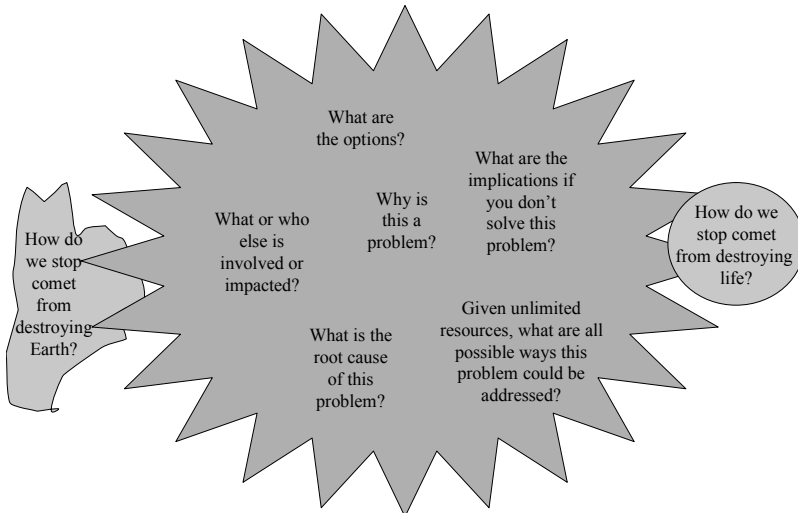 How do
we stop
comet
from
destroying
Earth?
What are
the options?
What or who
else is
involved or
impacted?
Why is
this a
problem?
What are the
implications if
you don’t
solve this
problem?
What is the
root cause
of this
problem?
Given unlimited
resources, what are all
possible ways this
problem could be
addressed?
How do we
stop comet
from destroying
life?